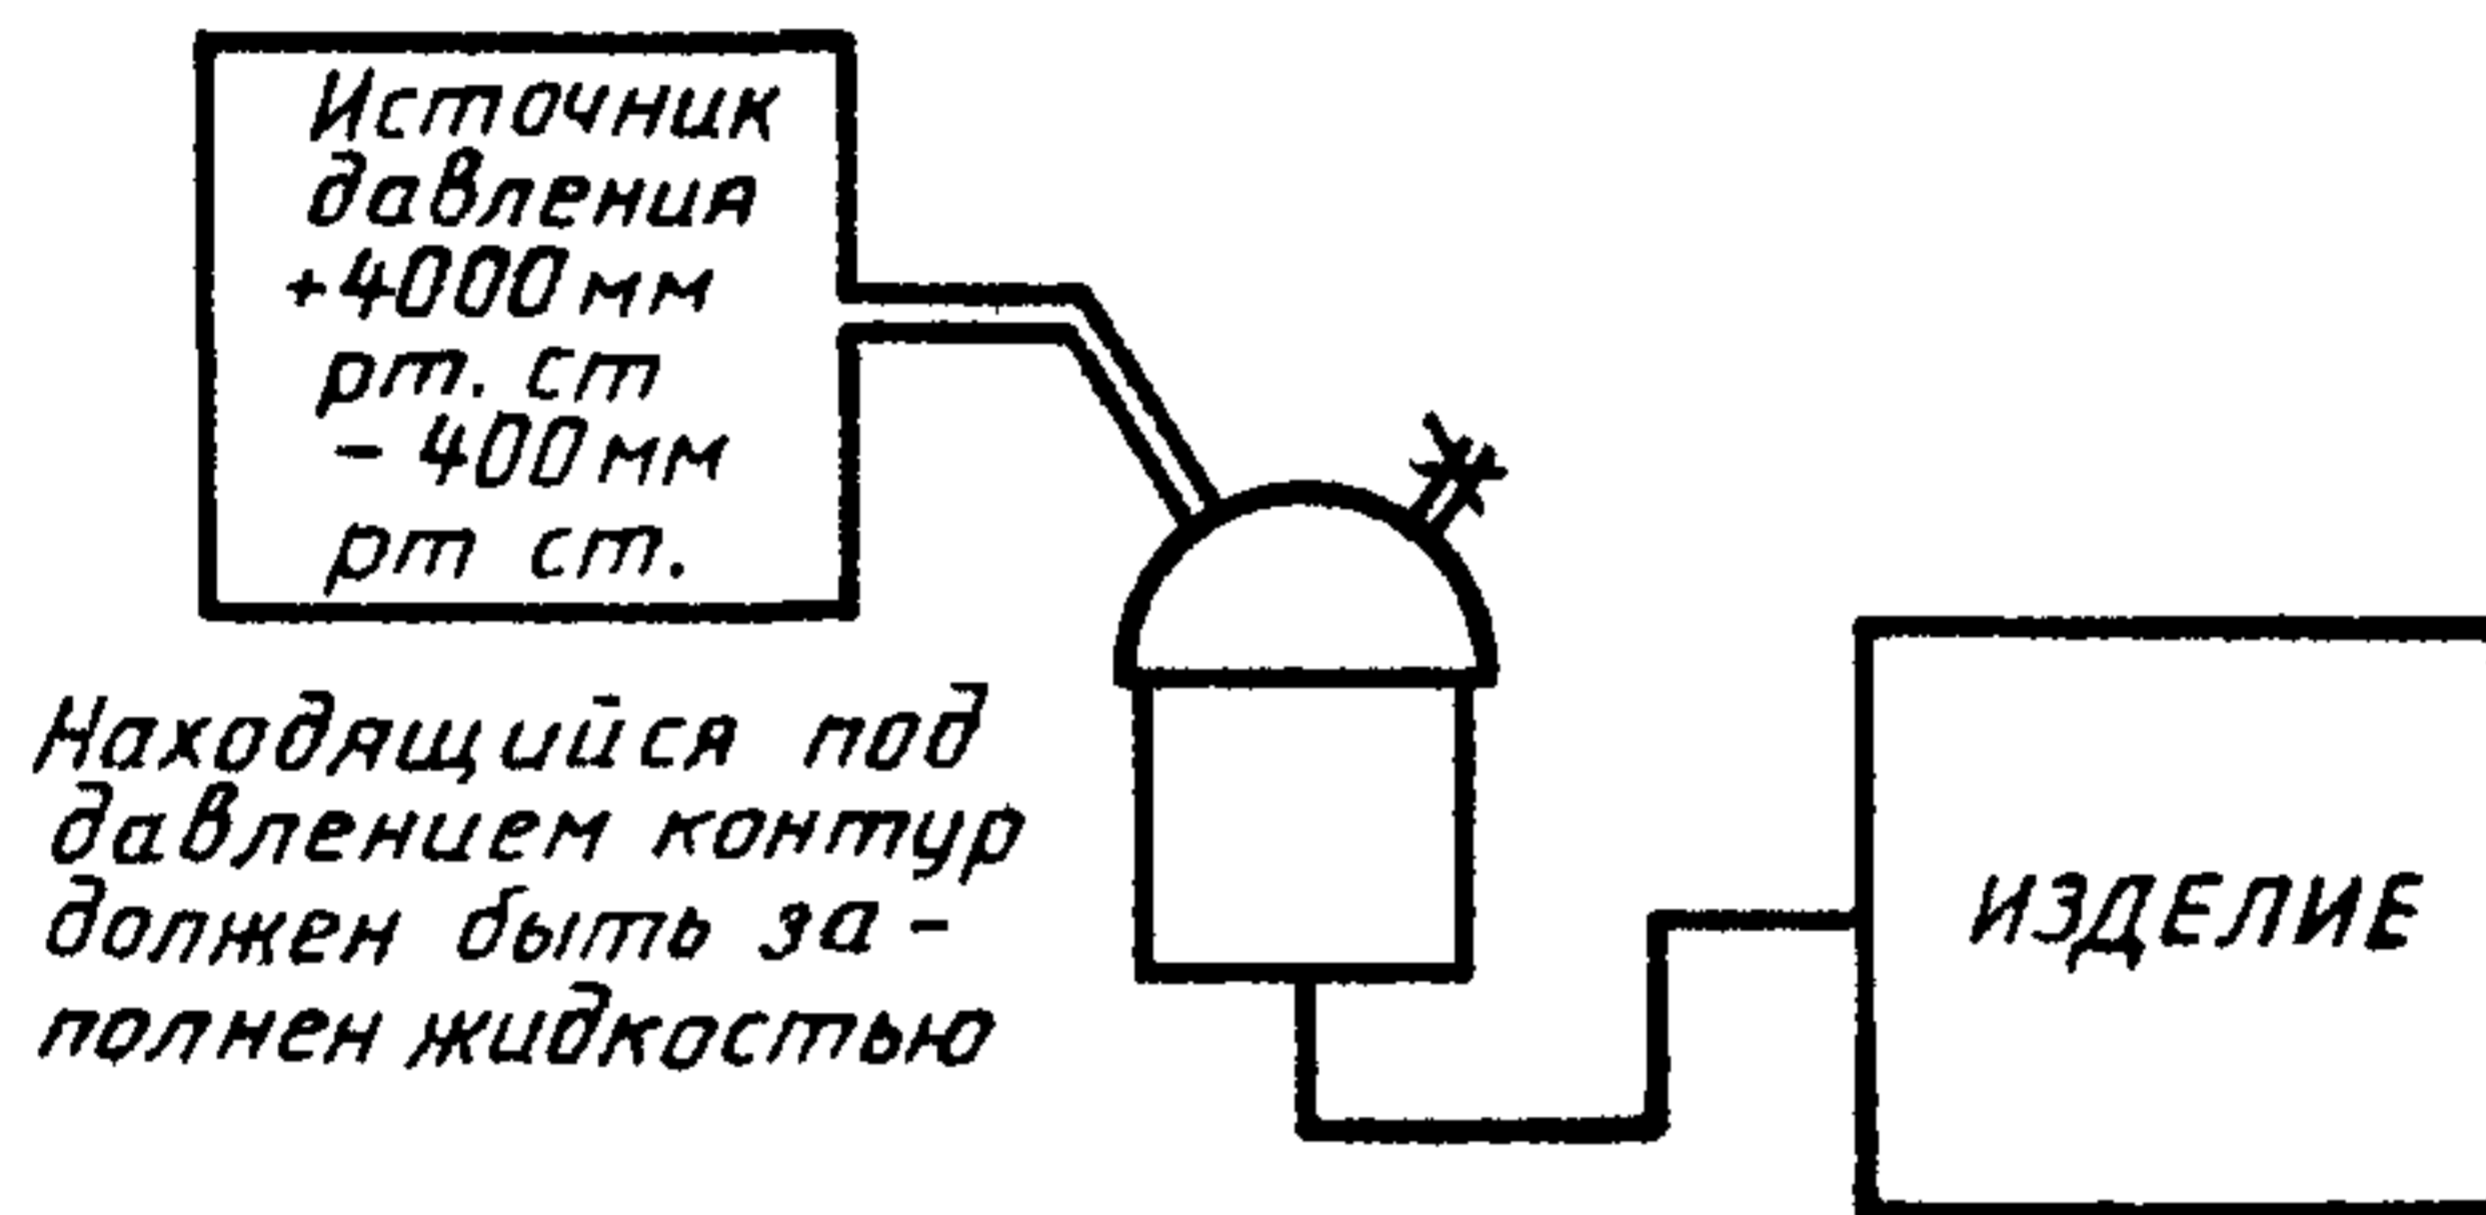 Источник
давления
+4000 мм
рт. ст
- 400 мм
рт ст.
Находящийся под
давлением контур
должен быть за-
полнен жидкостью
ИЗДЕЛИЕ